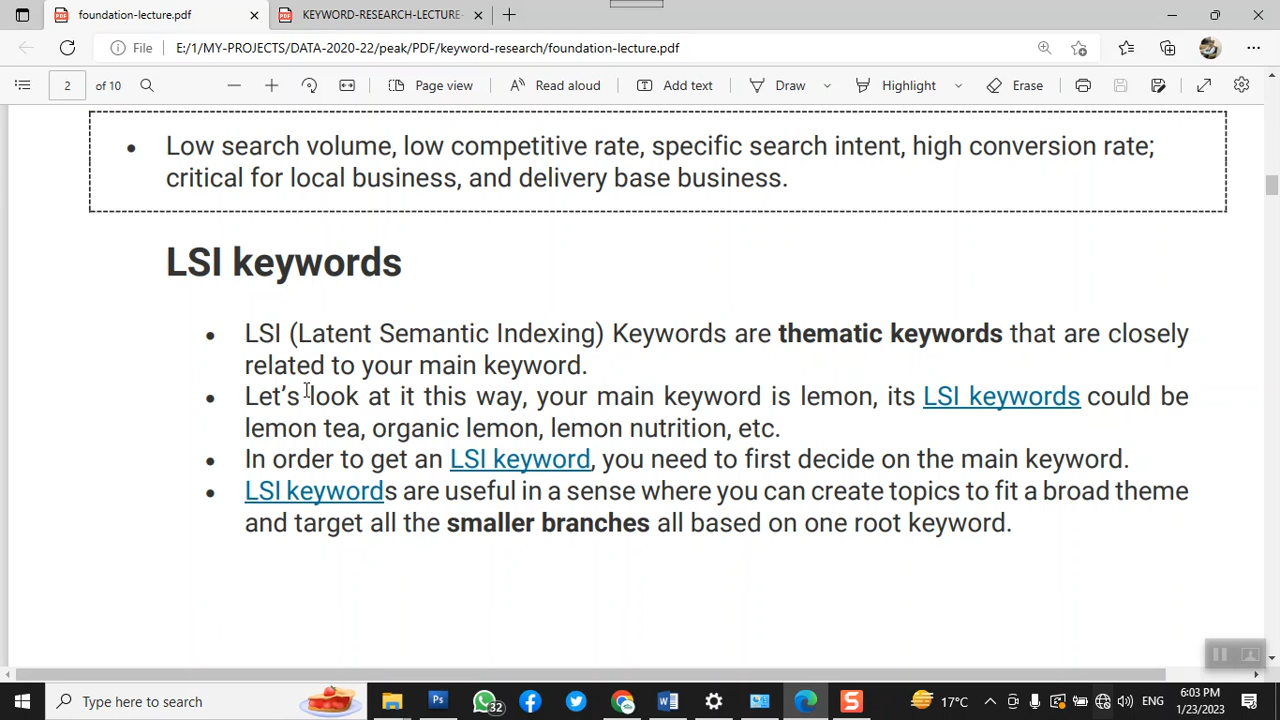 foundation-lecture.pdf
KEYWORD-RESEARCH-LECTURE-
File
E:/1/MY-PROJECTS/DATA-2020-22/peak/PDF/keyword-research/foundation-lecture.pdf
2 of 10
Page view
Read aloud
Add text
Draw
Highlight
Erase
• Low search volume, low competitive rate, specific search intent, high conversion rate;
critical for local business, and delivery base business.
LSI keywords
• LSI (Latent Semantic Indexing) Keywords are thematic keywords that are closely
related to your main keyword.
• Let’s look at it this way, your main keyword is lemon, its LSI keywords could be
lemon tea, organic lemon, lemon nutrition, etc.
• In order to get an LSI keyword, you need to first decide on the main keyword.
• LSI keywords are useful in a sense where you can create topics to fit a broad theme
and target all the smaller branches all based on one root keyword.
Type here to search
32
17°C
ENG
6:03 PM
1/23/2023